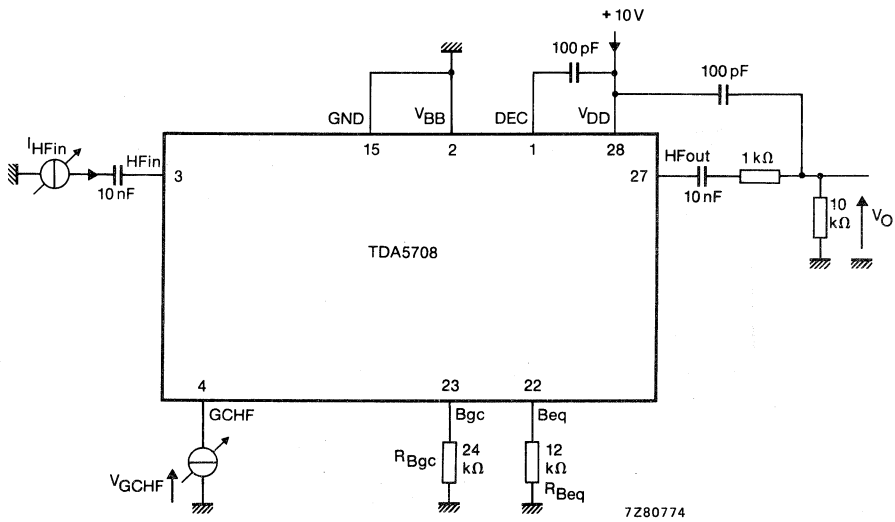 + 10 V
100 pF
100 pF
GND
VBB
DEC
VDD
15
2
1
28
IHFin
HFin
3
10 nF
27
HFout
1 kΩ
10 nF
10
kΩ
VO
TDA5708
4
23
22
GCHF
Bgc
Beq
VGCHF
RBgc
24
kΩ
12
kΩ
RBeq
7Z80774